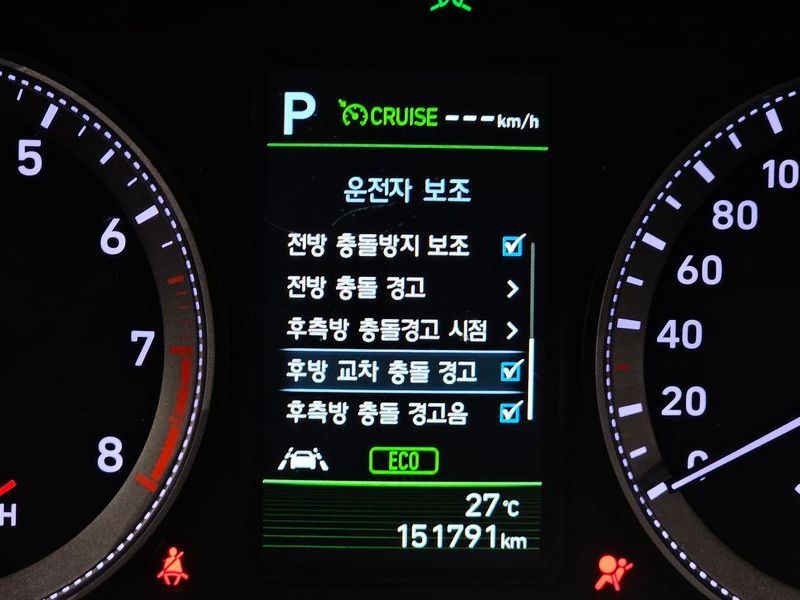 P CRUISE ---km/h
운전자 보조
전방 충돌방지 보조
전방 충돌 경고
후측방 충돌경고 시점
후방 교차 충돌 경고
후측방 충돌 경고음
ECO
27°C
151791km
5
6
7
8
H
100
80
60
40
20
0